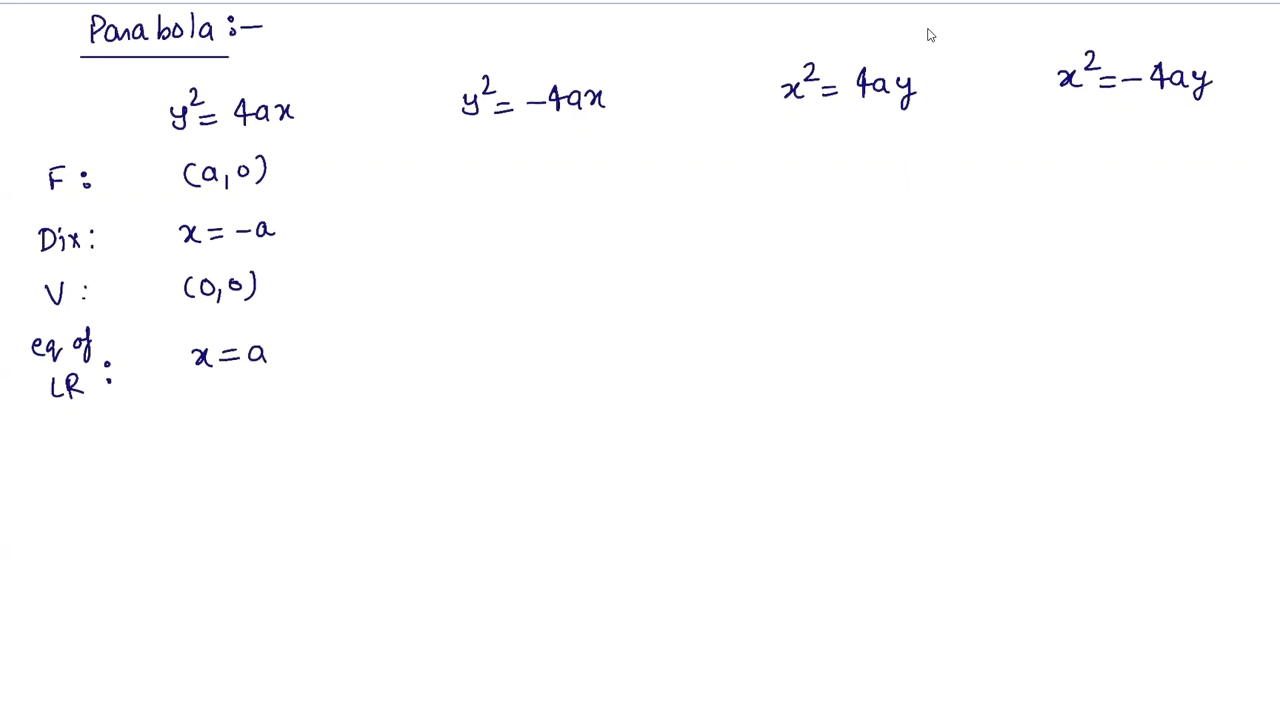 Parabola :-
y² = 4ax y² = -4ax x² = 4ay x² = -4ay
F : (a, 0)
Dix : x = -a
V : (0, 0)
eq of
LR : x = a